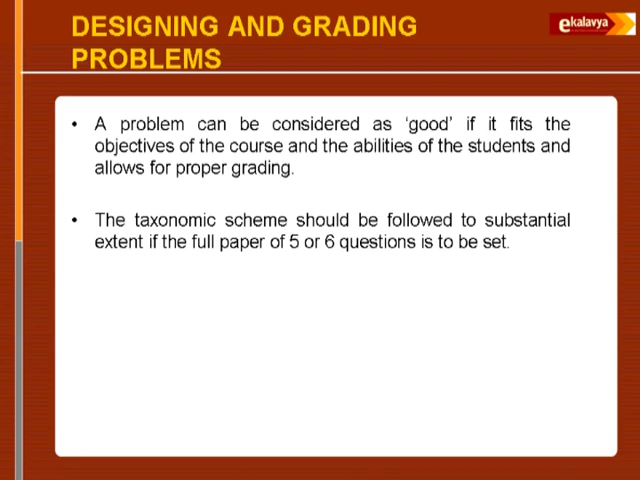 DESIGNING AND GRADING
PROBLEMS
ekalavya
• A problem can be considered as ‘good’ if it fits the
objectives of the course and the abilities of the students and
allows for proper grading.
• The taxonomic scheme should be followed to substantial
extent if the full paper of 5 or 6 questions is to be set.